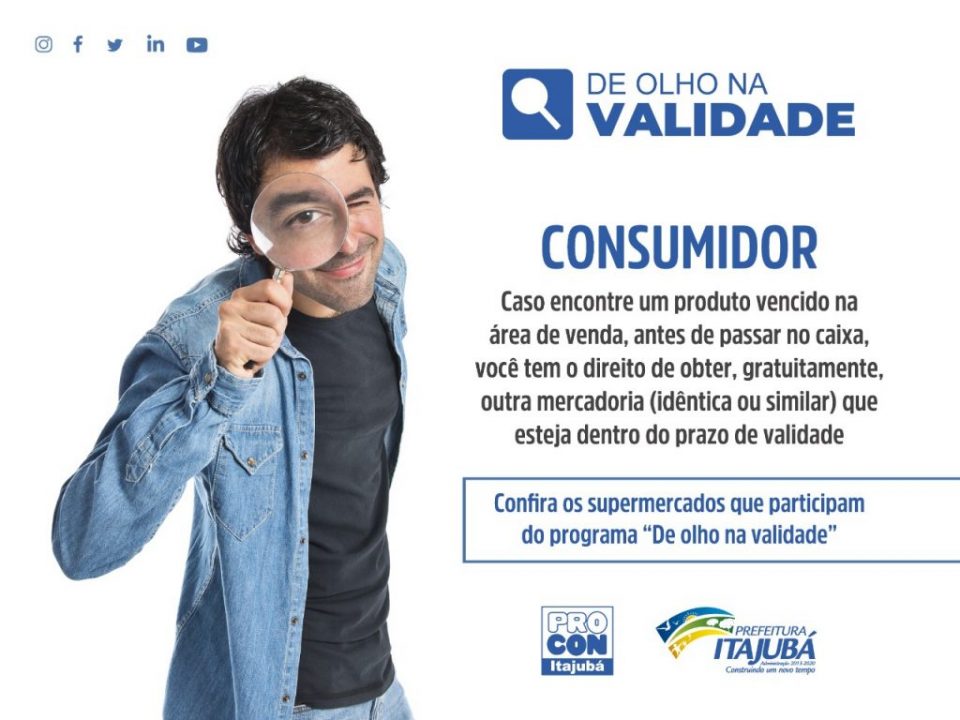 DE OLHO NA
VALIDADE
CONSUMIDOR
Caso encontre um produto vencido na
área de venda, antes de passar no caixa,
você tem o direito de obter, gratuitamente,
outra mercadoria (idêntica ou similar) que
esteja dentro do prazo de validade
Confira os supermercados que participam
do programa “De olho na validade”
PRO
CON
Itajubá
PREFEITURA
ITAJUBÁ
Administração 2013-2020
Construindo um novo tempo